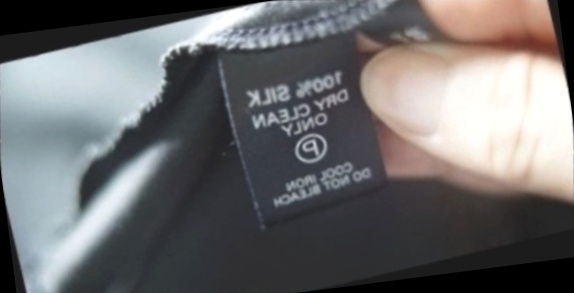 100% SILK
DRY CLEAN
ONLY
P
COOL IRON
DO NOT BLEACH